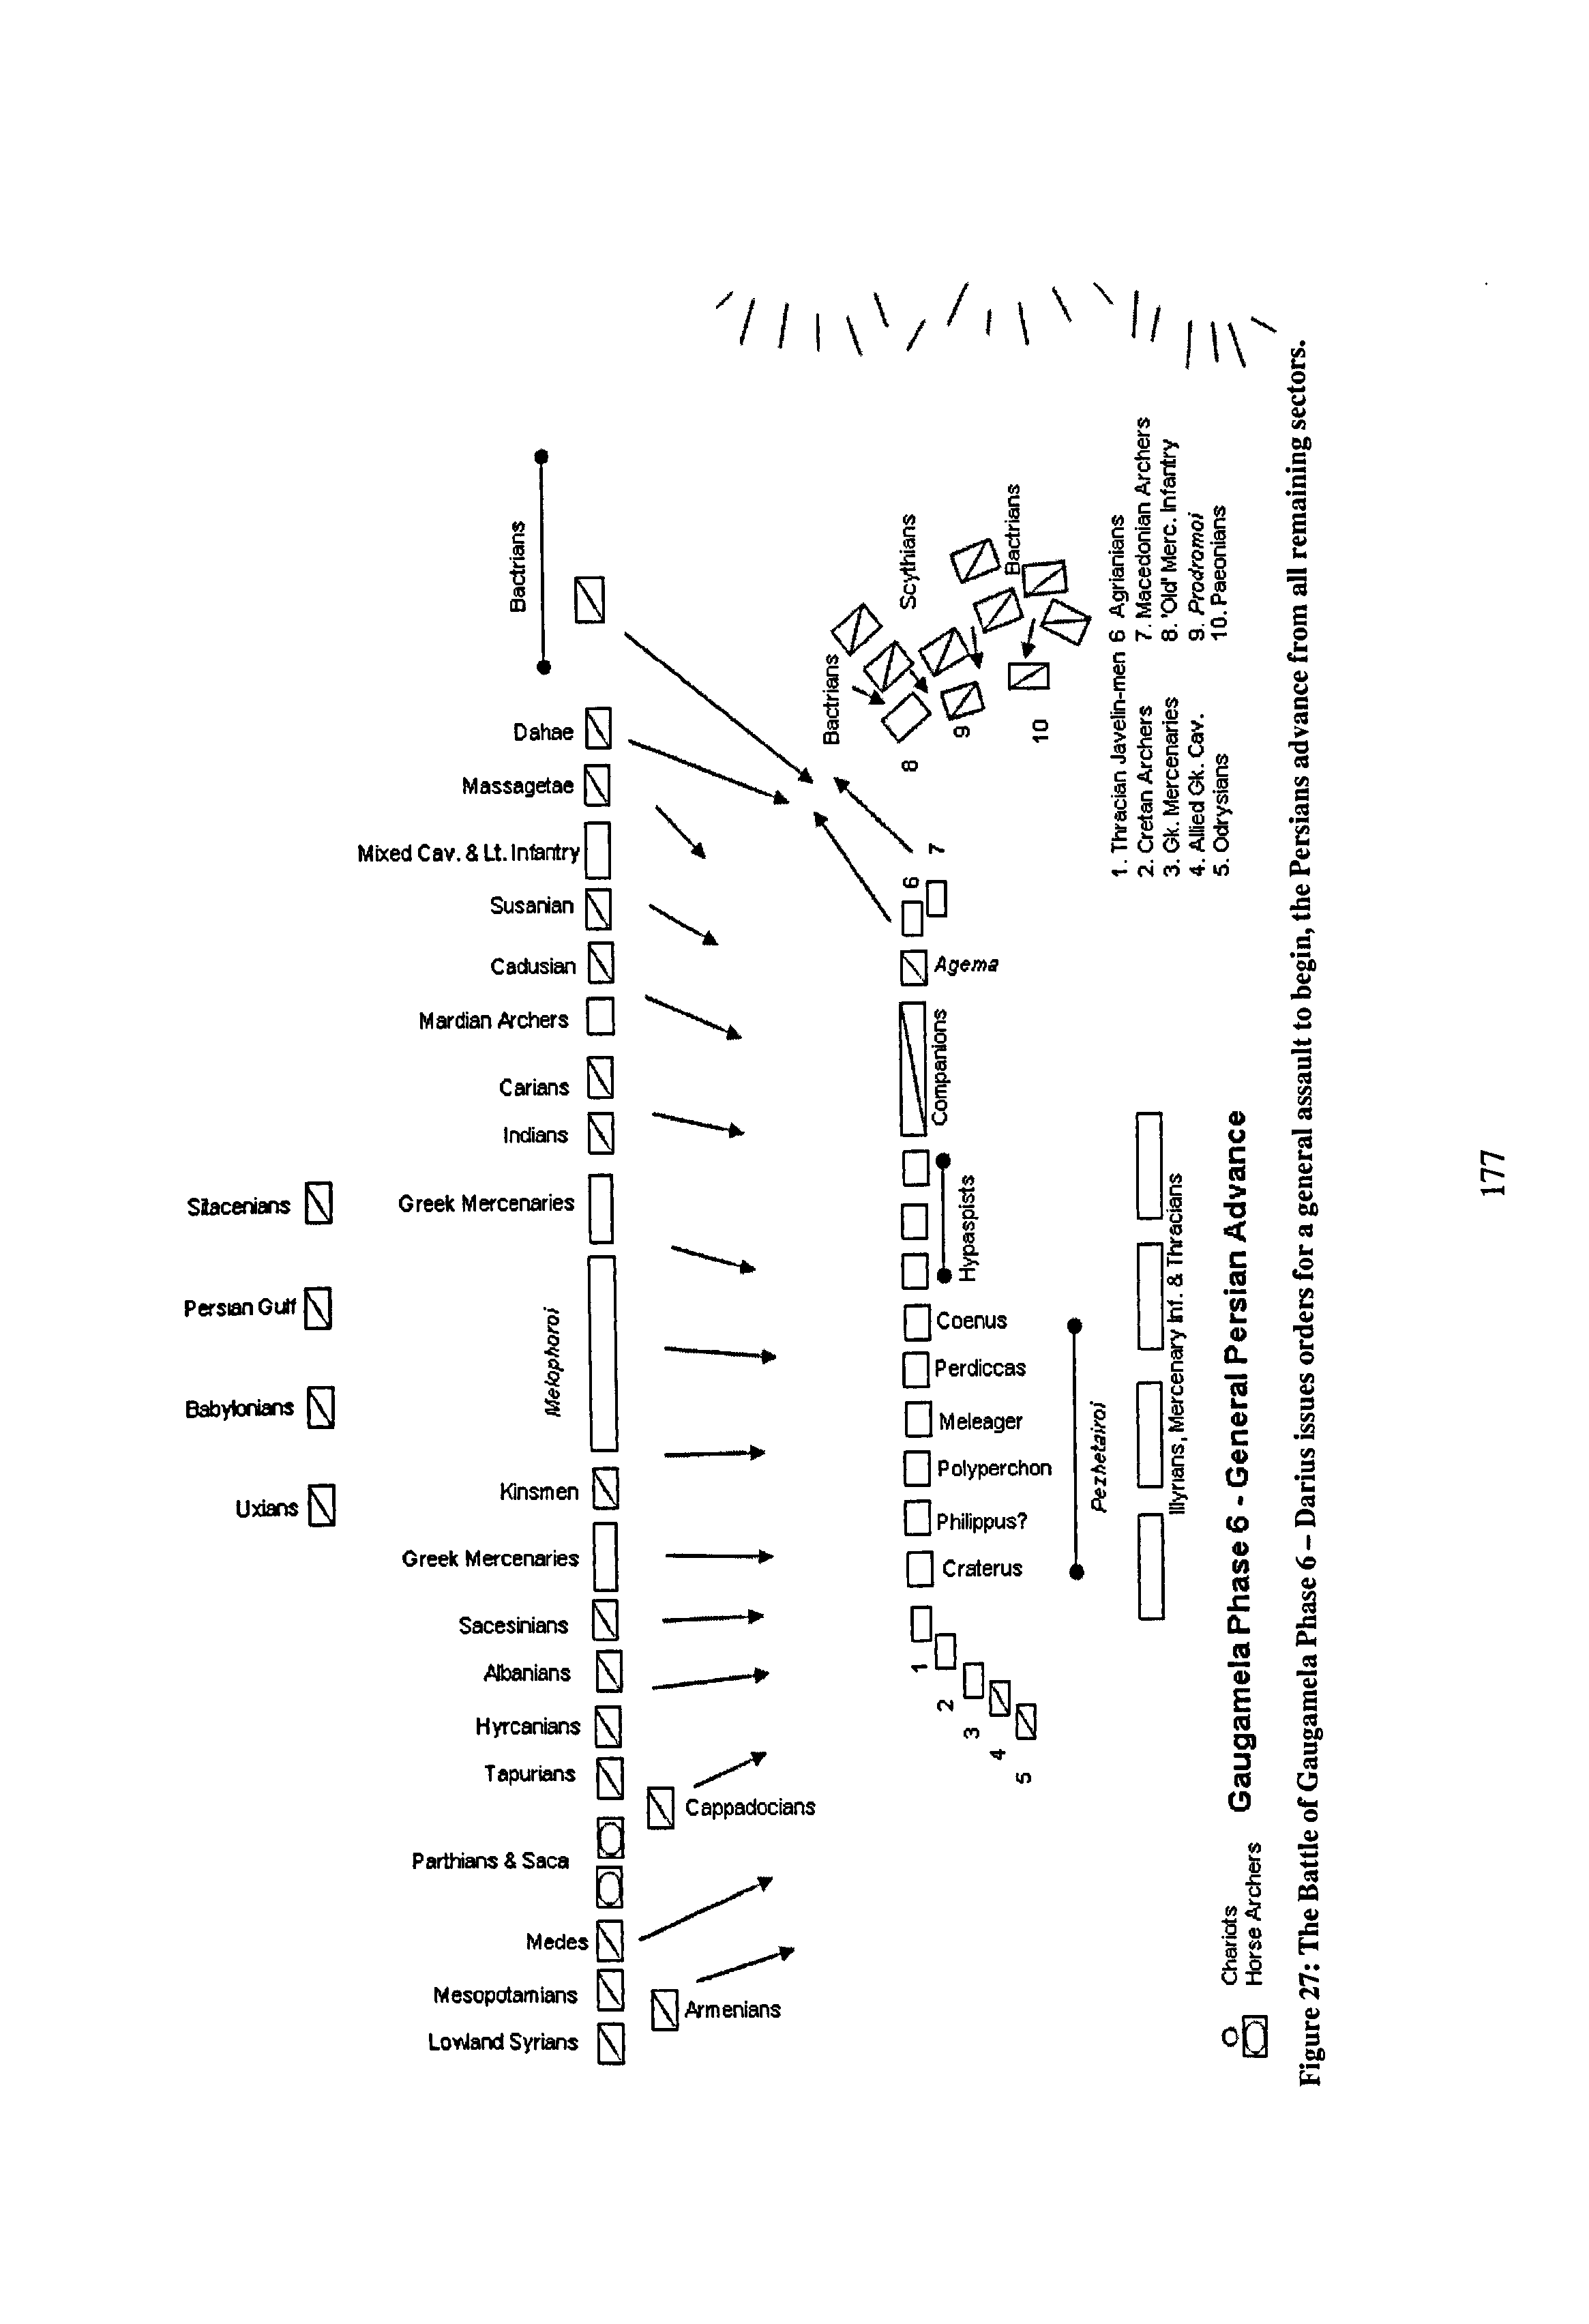 Sitacenians
Persian Gulf
Babylonians
Uxians
Bactrians
Dahae
Massagetae
Mixed Cav. & Lt. Infantry
Susanian
Cadusian
Mardian Archers
Carians
Indians
Greek Mercenaries
Melophoroi
Kinsmen
Greek Mercenaries
Sacesinians
Albanians
Hyrcanians
Tapurians
Cappadocians
Parthians & Saca
Medes
Mesopotamians
Armenians
Lowland Syrians
Bactrians
Scythians
Bactrians
8
9
10
7
6
Agema
Companions
Hypaspists
Coenus
Perdiccas
Meleager
Polyperchon
Philippus?
Craterus
Pezhetairoi
1
2
3
4
5
Illyrians, Mercenary Inf. & Thracians
1. Thracian Javelin-men
2. Cretan Archers
3. Gk. Mercenaries
4. Allied Gk. Cav.
5. Odrysians
6 Agrianians
7. Macedonian Archers
8. 'Old' Merc. Infantry
9. Prodromoi
10. Paeonians
Chariots
Horse Archers
Gaugamela Phase 6 - General Persian Advance
Figure 27: The Battle of Gaugamela Phase 6 – Darius issues orders for a general assault to begin, the Persians advance from all remaining sectors.
177